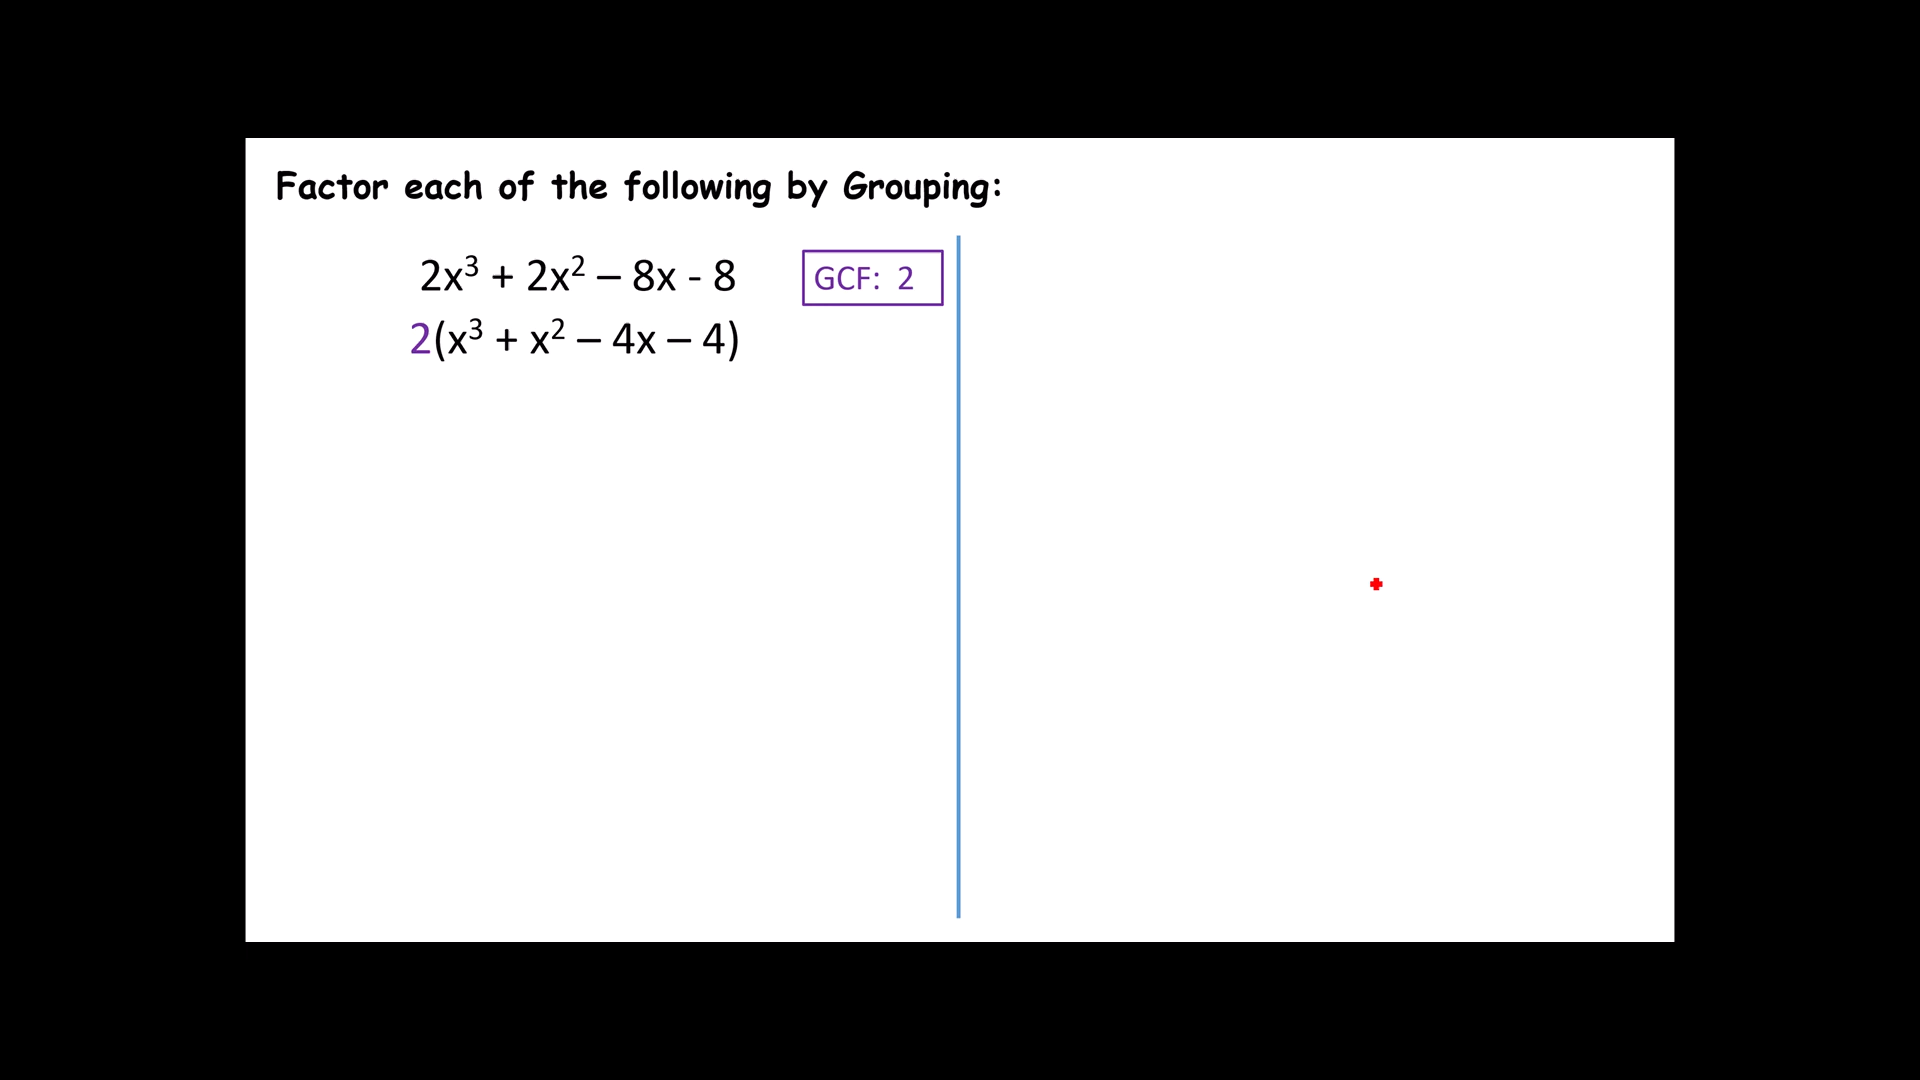 Factor each of the following by Grouping:
2x³ + 2x² – 8x - 8
GCF: 2
2(x³ + x² – 4x – 4)